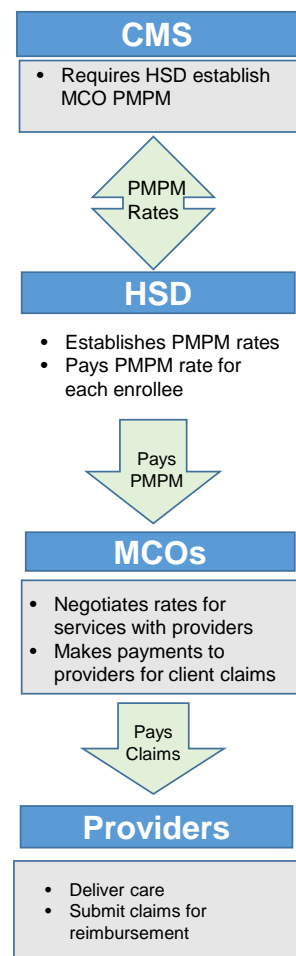 CMS
• Requires HSD establish
MCO PMPM
PMPM
Rates
HSD
• Establishes PMPM rates
• Pays PMPM rate for
each enrollee
Pays
PMPM
MCOs
• Negotiates rates for
services with providers
• Makes payments to
providers for client claims
Pays
Claims
Providers
• Deliver care
• Submit claims for
reimbursement